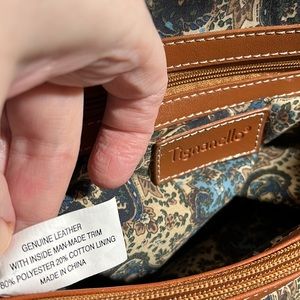 Tignanello
GENUINE LEATHER
WITH INSIDE MAN-MADE TRIM
80% POLYESTER 20% COTTON LINING
MADE IN CHINA